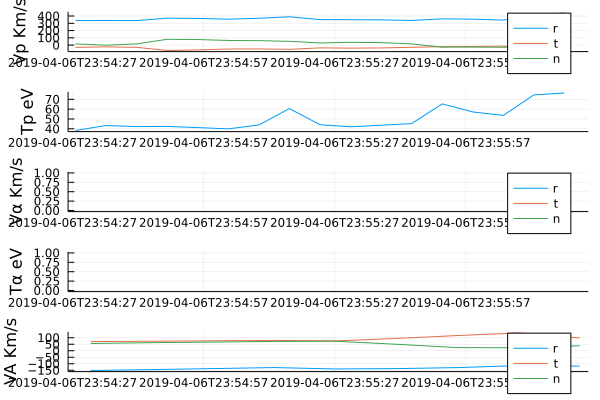 Vp Km/s
400
300
200
100
0
2019-04-06T23:54:27 2019-04-06T23:54:57 2019-04-06T23:55:27 2019-04-06T23:55:57
r
t
n
Tp eV
70
60
50
40
2019-04-06T23:54:27 2019-04-06T23:54:57 2019-04-06T23:55:27 2019-04-06T23:55:57
Vα Km/s
1.00
0.75
0.50
0.25
0.00
2019-04-06T23:54:27 2019-04-06T23:54:57 2019-04-06T23:55:27 2019-04-06T23:55
r
t
n
Tα eV
1.00
0.75
0.50
0.25
0.00
2019-04-06T23:54:27 2019-04-06T23:54:57 2019-04-06T23:55:27 2019-04-06T23:55:57
VA Km/s
100
50
0
−50
−100
−150
2019-04-06T23:54:27 2019-04-06T23:54:57 2019-04-06T23:55:27 2019-04-06T23:55
r
t
n